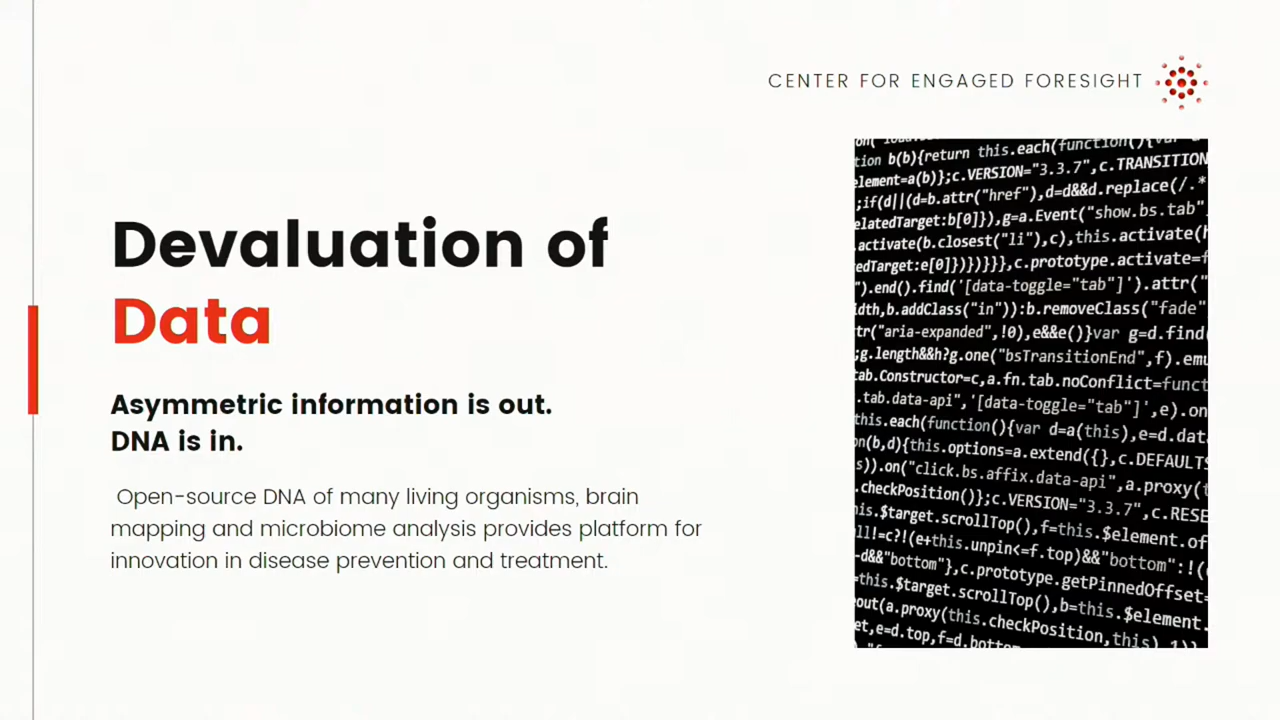 CENTER FOR ENGAGED FORESIGHT
Devaluation of
Data
Asymmetric information is out.
DNA is in.
Open-source DNA of many living organisms, brain
mapping and microbiome analysis provides platform for
innovation in disease prevention and treatment.
tion b(b){return this.each(function(){var
element=a(b)};c.VERSION="3.3.7",c.TRANSITION
;if(d||(d=b.attr("href"),d=d&&d.replace(/.*
elatedTarget:b[0]}),g=a.Event("show.bs.tab"
.activate(b.closest("li"),c),this.activate(h
edTarget:e[0]})})}}},c.prototype.activate=f
").end().find('[data-toggle="tab"]').attr("
idth,b.addClass("in")):b.removeClass("fade"
tr("aria-expanded",!0),e&&e()}var g=d.find(
;g.length&&h?g.one("bsTransitionEnd",f).emu
tab.Constructor=c,a.fn.tab.noConflict=funct
.tab.data-api",'[data-toggle="tab"]',e).on
this.each(function(){var d=a(this),e=d.dat
on(b,d){this.options=a.extend({},c.DEFAULTS
s)).on("click.bs.affix.data-api",a.proxy(t
.checkPosition()};c.VERSION="3.3.7",c.RESE
his.$target.scrollTop(),f=this.$element.of
ll!=c?!(e+this.unpin<=f.top)&&"bottom":!(
-d&&"bottom"},c.prototype.getPinnedOffset=
=this.$target.scrollTop(),b=this.$element.
eout(a.proxy(this.checkPosition,this),1)}
et,e=d.top,f=d.bottom